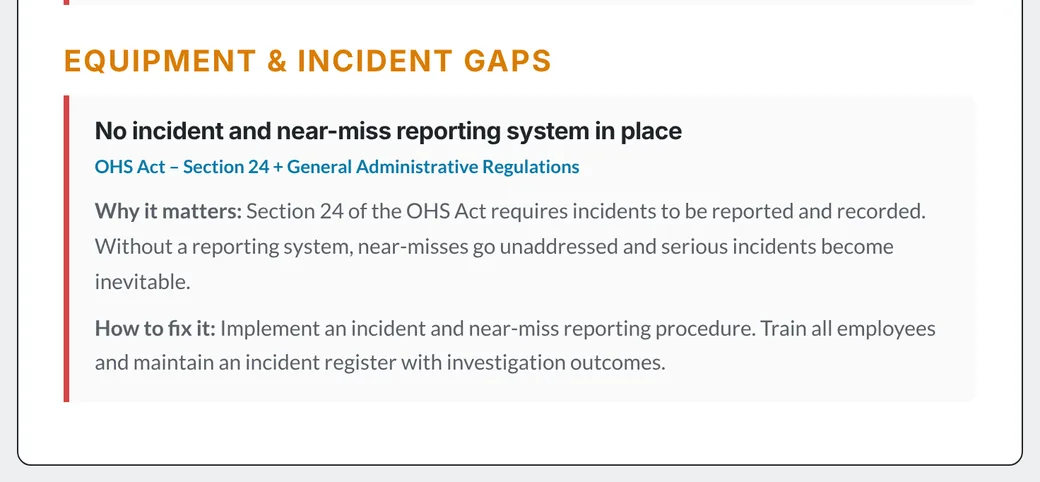 EQUIPMENT & INCIDENT GAPS
No incident and near-miss reporting system in place
OHS Act – Section 24 + General Administrative Regulations
Why it matters: Section 24 of the OHS Act requires incidents to be reported and recorded.
Without a reporting system, near-misses go unaddressed and serious incidents become
inevitable.
How to fix it: Implement an incident and near-miss reporting procedure. Train all employees
and maintain an incident register with investigation outcomes.